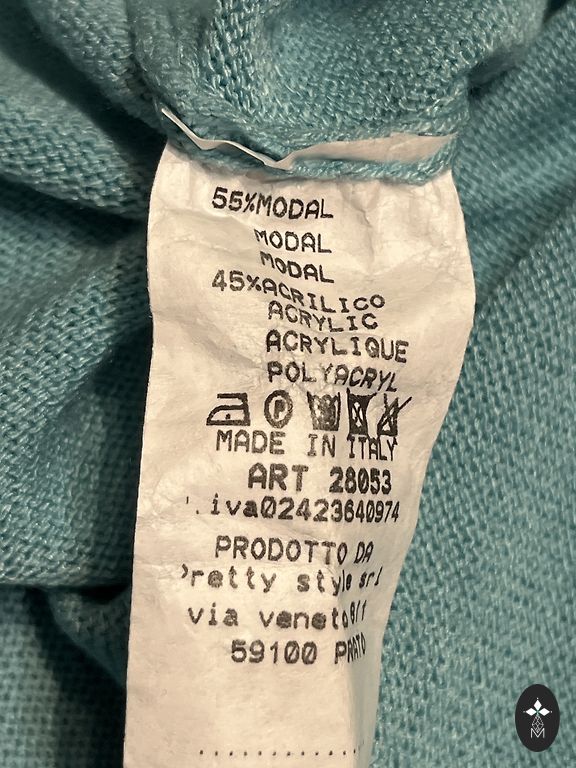 55%MODAL
MODAL
MODAL
45%ACRILICO
ACRYLIC
ACRYLIQUE
POLYACRYL
P
MADE IN ITALY
ART 28053
.iva02423640974
PRODOTTO DA
retty style srl
via veneto
59100 PRATO
M